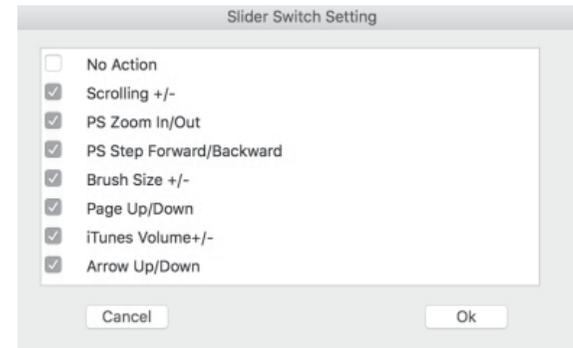 Slider Switch Setting
No Action
Scrolling +/-
PS Zoom In/Out
PS Step Forward/Backward
Brush Size +/-
Page Up/Down
iTunes Volume+/-
Arrow Up/Down
Cancel Ok